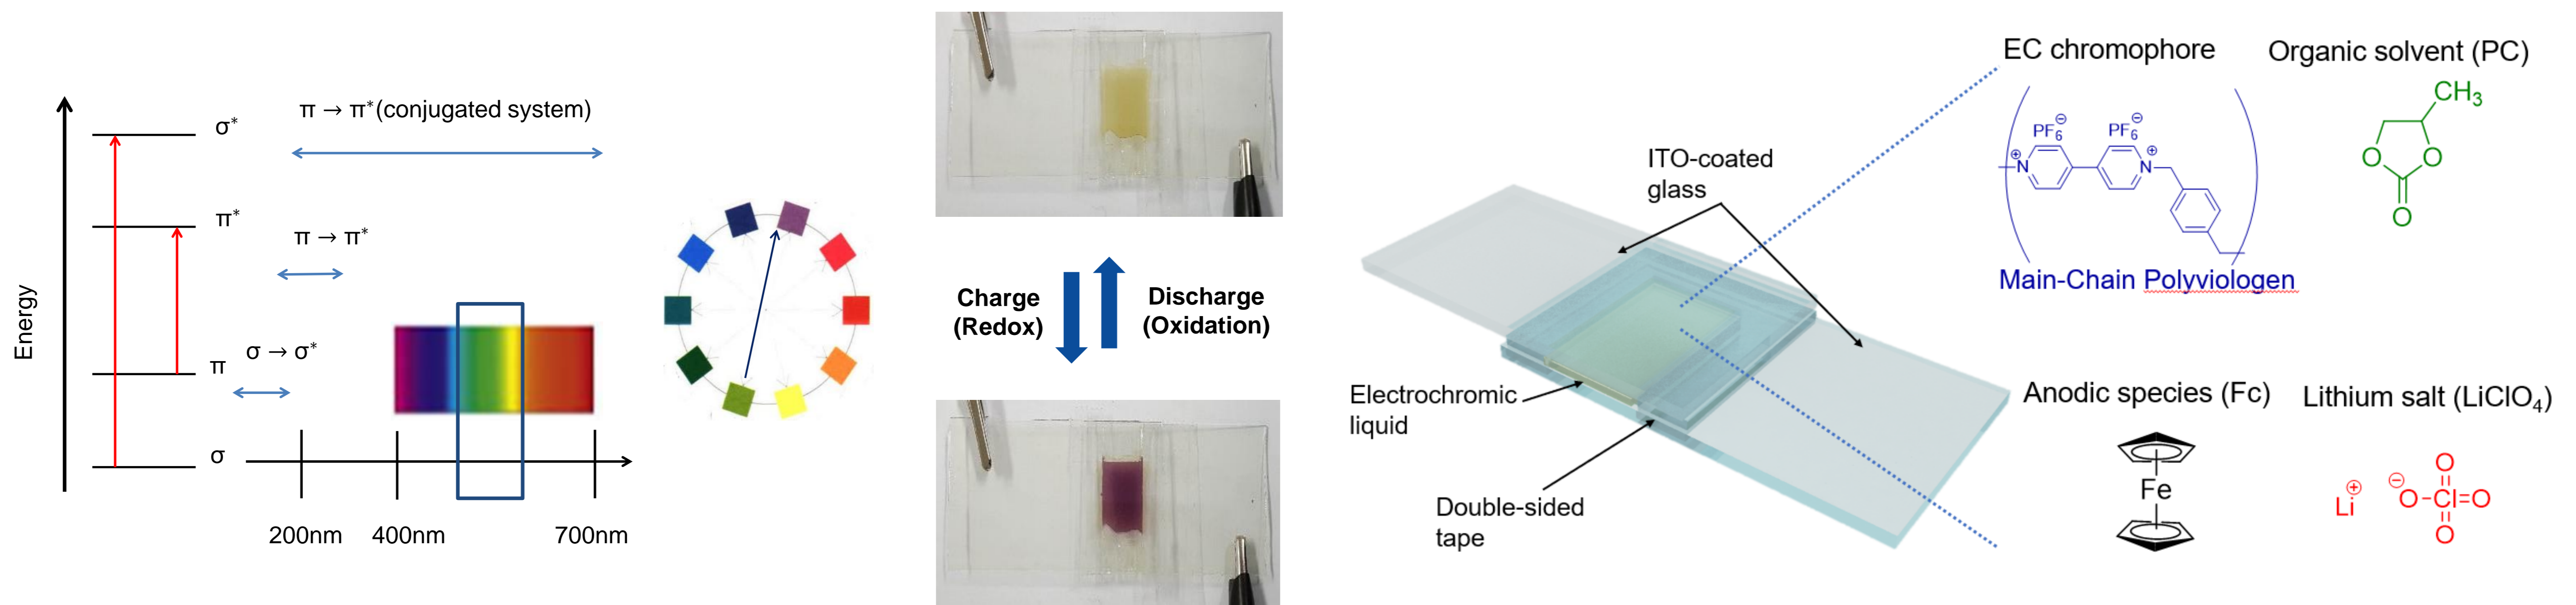 Energy
σ*
π*
π
σ
π → π*(conjugated system)
π → π*
σ → σ*
200nm
400nm
700nm
Charge
(Redox)
Discharge
(Oxidation)
ITO-coated
glass
Electrochromic
liquid
Double-sided
tape
EC chromophore
PF6⊖
PF6⊖
N⊕
N⊕
Main-Chain Polyviologen
Organic solvent (PC)
CH3
O
O
O
Anodic species (Fc)
Fe
Lithium salt (LiClO4)
Li⊕
O
⊖O-Cl=O
O